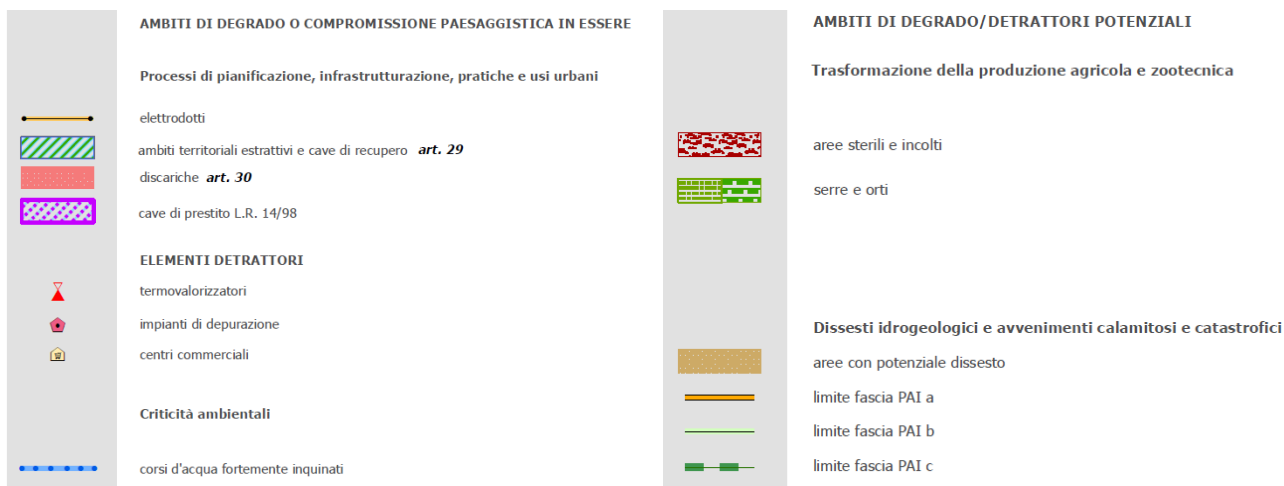 AMBITI DI DEGRADO O COMPROMISSIONE PAESAGGISTICA IN ESSERE
Processi di pianificazione, infrastrutturazione, pratiche e usi urbani
elettrodotti
ambiti territoriali estrattivi e cave di recupero art. 29
discariche art. 30
cave di prestito L.R. 14/98
ELEMENTI DETRATTORI
termovalorizzatori
impianti di depurazione
centri commerciali
Criticità ambientali
corsi d'acqua fortemente inquinati
AMBITI DI DEGRADO/DETRATTORI POTENZIALI
Trasformazione della produzione agricola e zootecnica
aree sterili e incolti
serre e orti
Dissesti idrogeologici e avvenimenti calamitosi e catastrofici
aree con potenziale dissesto
limite fascia PAI a
limite fascia PAI b
limite fascia PAI c